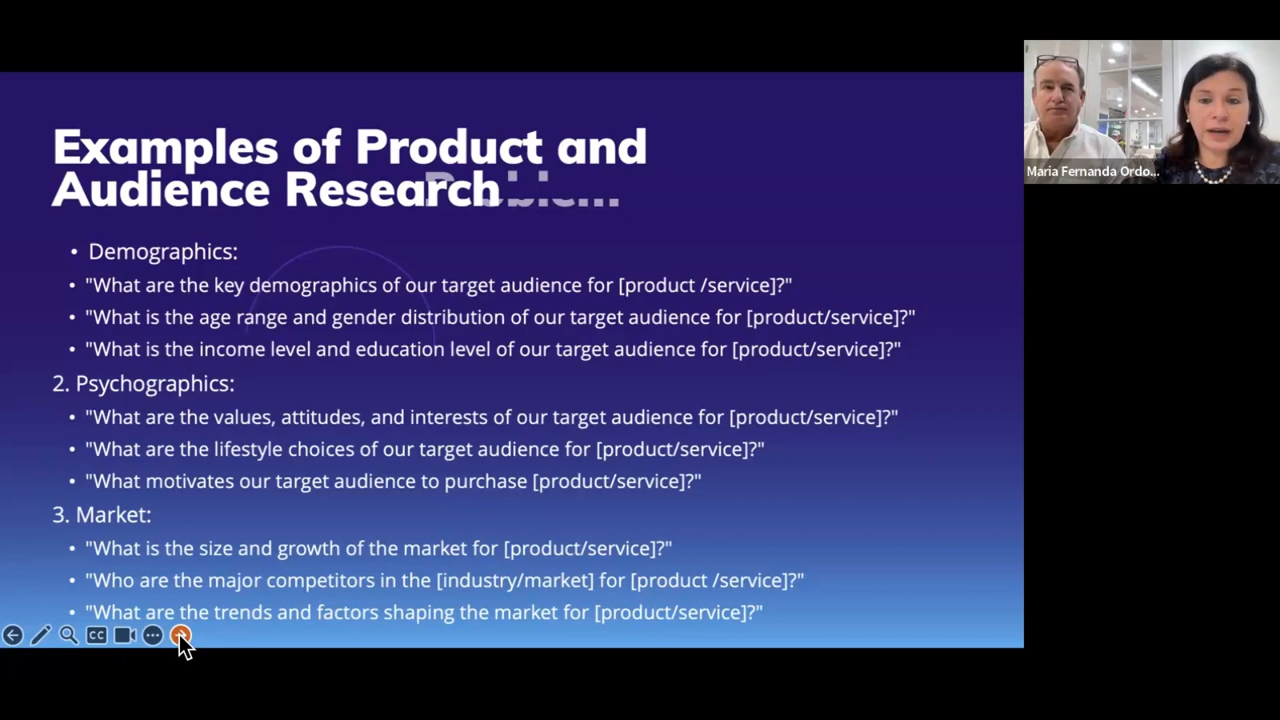 Examples of Product and
Audience Research
• Demographics:
• "What are the key demographics of our target audience for [product /service]?"
• "What is the age range and gender distribution of our target audience for [product/service]?"
• "What is the income level and education level of our target audience for [product/service]?"
2. Psychographics:
• "What are the values, attitudes, and interests of our target audience for [product/service]?"
• "What are the lifestyle choices of our target audience for [product/service]?"
• "What motivates our target audience to purchase [product/service]?"
3. Market:
• "What is the size and growth of the market for [product/service]?"
• "Who are the major competitors in the [industry/market] for [product /service]?"
• "What are the trends and factors shaping the market for [product/service]?"
CC
Maria Fernanda Ordo...